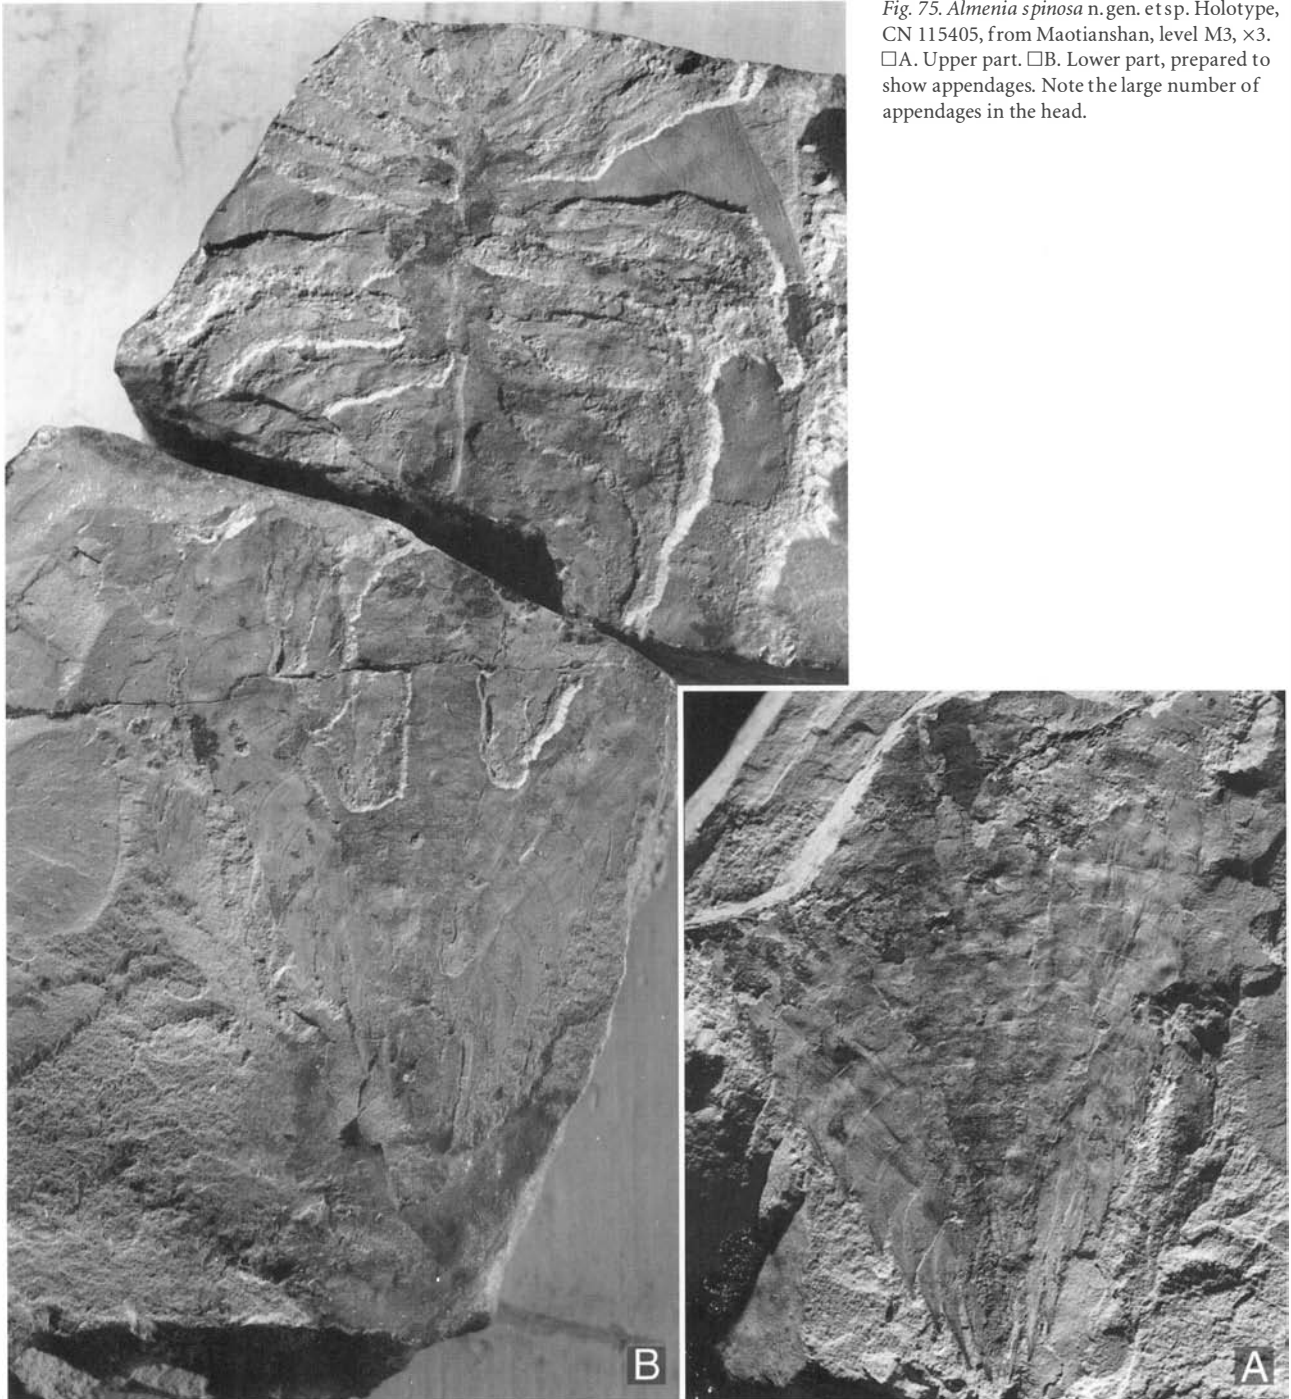 Fig. 75. Almenia spinosa n. gen. et sp. Holotype,
CN 115405, from Maotianshan, level M3, ×3.
□A. Upper part. □B. Lower part, prepared to
show appendages. Note the large number of
appendages in the head.
B
A